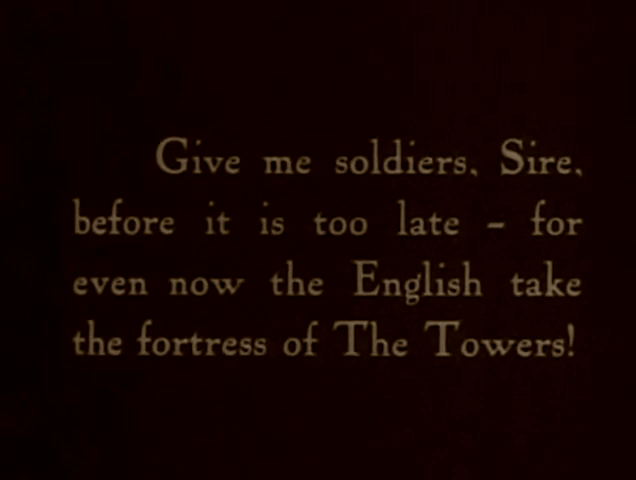 Give me soldiers, Sire,
before it is too late - for
even now the English take
the fortress of The Towers!